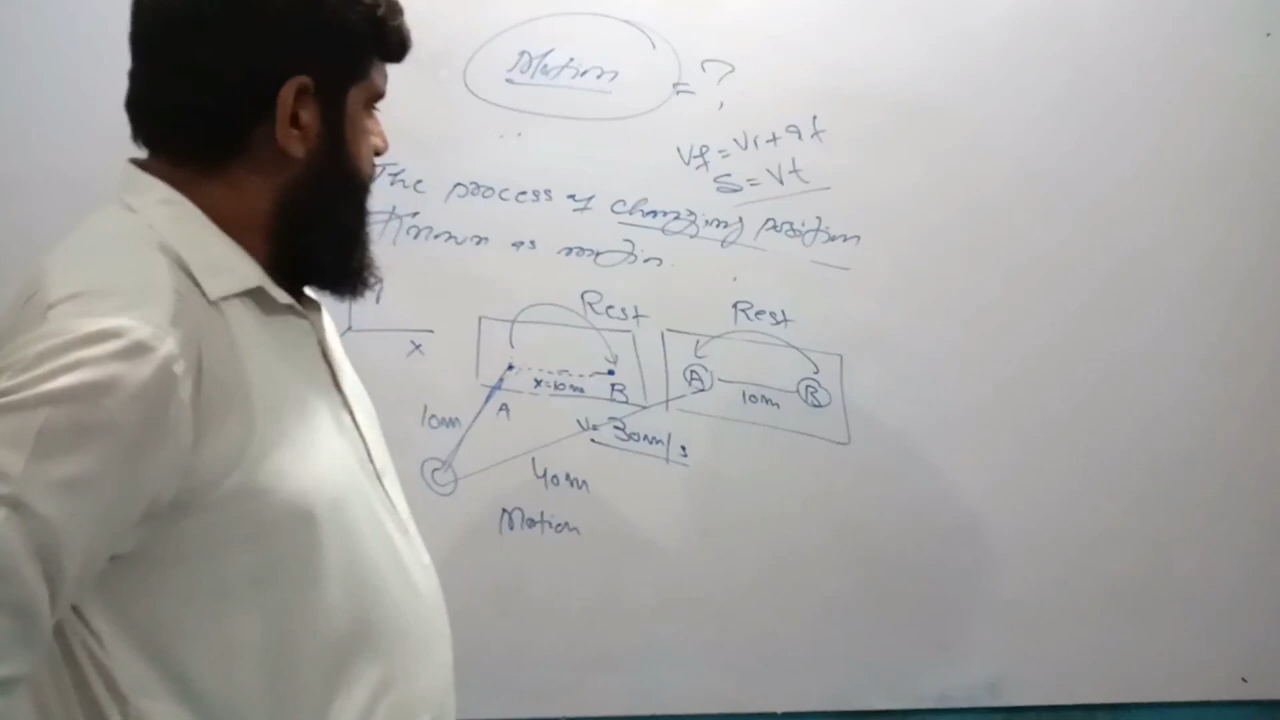 Motion = ?
Vf = Vi + at
S = Vt
The process of changing position
Known as motion.
x
Rest
Rest
x=10m
A
B
A
10m
B
10m
V= 30m/s
40m
Motion